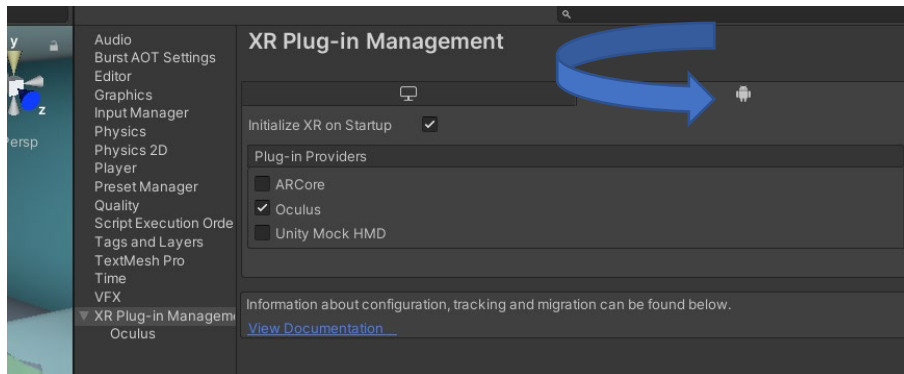 y
z
Persp
Audio
Burst AOT Settings
Editor
Graphics
Input Manager
Physics
Physics 2D
Player
Preset Manager
Quality
Script Execution Orde
Tags and Layers
TextMesh Pro
Time
VFX
XR Plug-in Managem
Oculus
XR Plug-in Management
Initialize XR on Startup
Plug-in Providers
ARCore
Oculus
Unity Mock HMD
Information about configuration, tracking and migration can be found below.
View Documentation